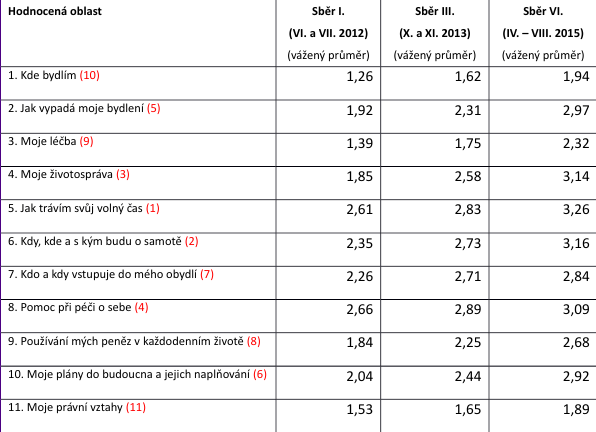 Hodnocená oblast Sběr I. Sběr III. Sběr VI.
(VI. a VII. 2012) (X. a XI. 2013) (IV. – VIII. 2015)
(vážený průměr) (vážený průměr) (vážený průměr)
1. Kde bydlím (10) 1,26 1,62 1,94
2. Jak vypadá moje bydlení (5) 1,92 2,31 2,97
3. Moje léčba (9) 1,39 1,75 2,32
4. Moje životospráva (3) 1,85 2,58 3,14
5. Jak trávím svůj volný čas (1) 2,61 2,83 3,26
6. Kdy, kde a s kým budu o samotě (2) 2,35 2,73 3,16
7. Kdo a kdy vstupuje do mého obydlí (7) 2,26 2,71 2,84
8. Pomoc při péči o sebe (4) 2,66 2,89 3,09
9. Používání mých peněz v každodenním životě (8) 1,84 2,25 2,68
10. Moje plány do budoucna a jejich naplňování (6) 2,04 2,44 2,92
11. Moje právní vztahy (11) 1,53 1,65 1,89